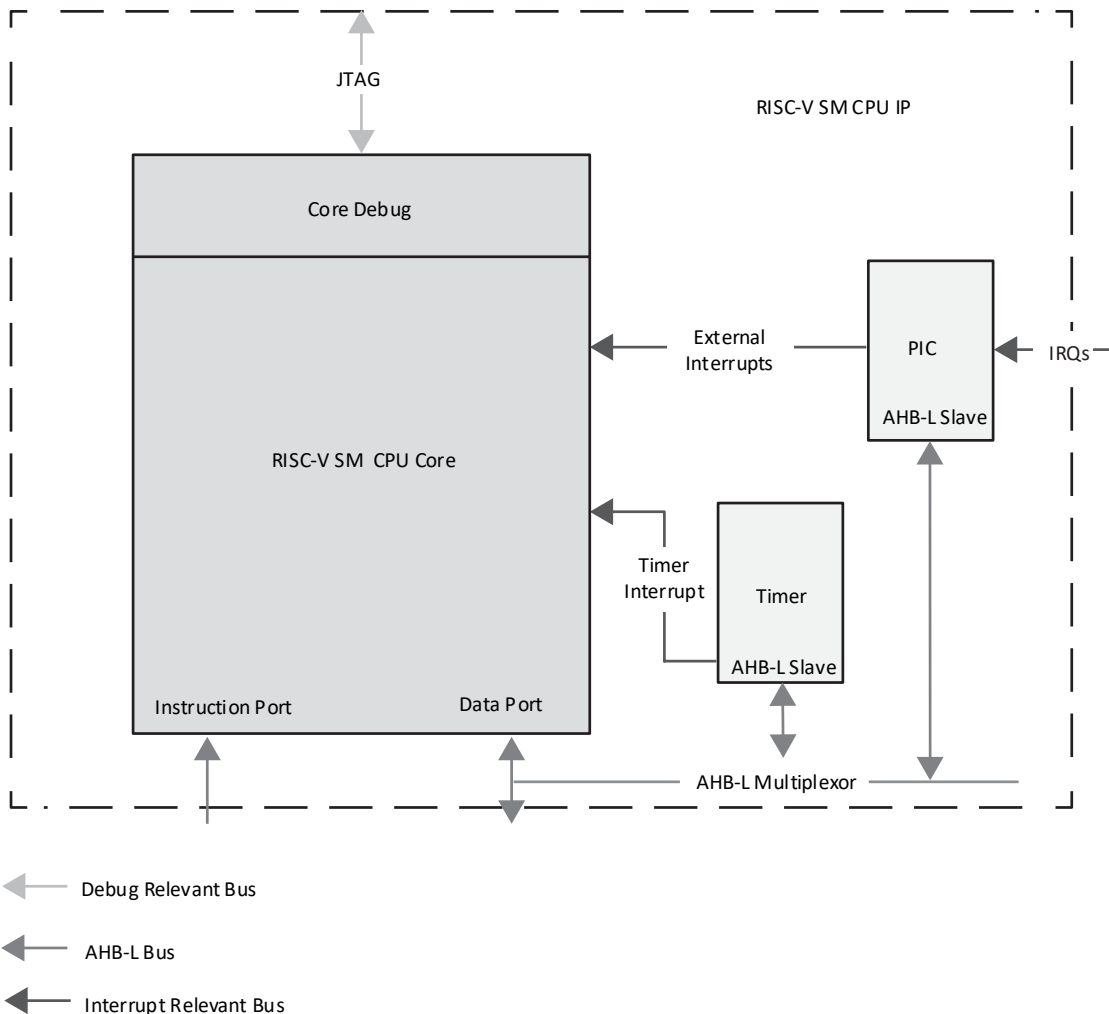 JTAG
RISC-V SM CPU IP
Core Debug
External
Interrupts
PIC
IRQs
AHB-L Slave
RISC-V SM CPU Core
Timer
Interrupt
Timer
AHB-L Slave
Instruction Port
Data Port
AHB-L Multiplexor
Debug Relevant Bus
AHB-L Bus
Interrupt Relevant Bus